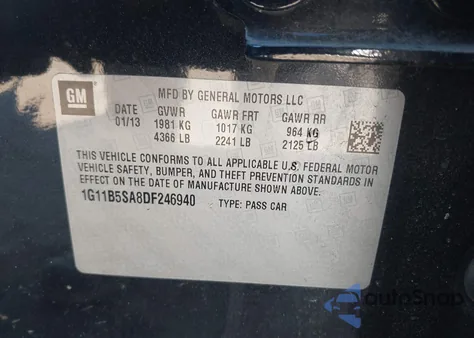 GM
MFD BY GENERAL MOTORS LLC
DATE GVWR GAWR FRT GAWR RR
01/13 1981 KG 1017 KG 964 KG
4366 LB 2241 LB 2125 LB
THIS VEHICLE CONFORMS TO ALL APPLICABLE U.S. FEDERAL MOTOR
VEHICLE SAFETY, BUMPER, AND THEFT PREVENTION STANDARDS IN
EFFECT ON THE DATE OF MANUFACTURE SHOWN ABOVE.
1G11B5SA8DF246940 TYPE: PASS CAR
AutoSnap